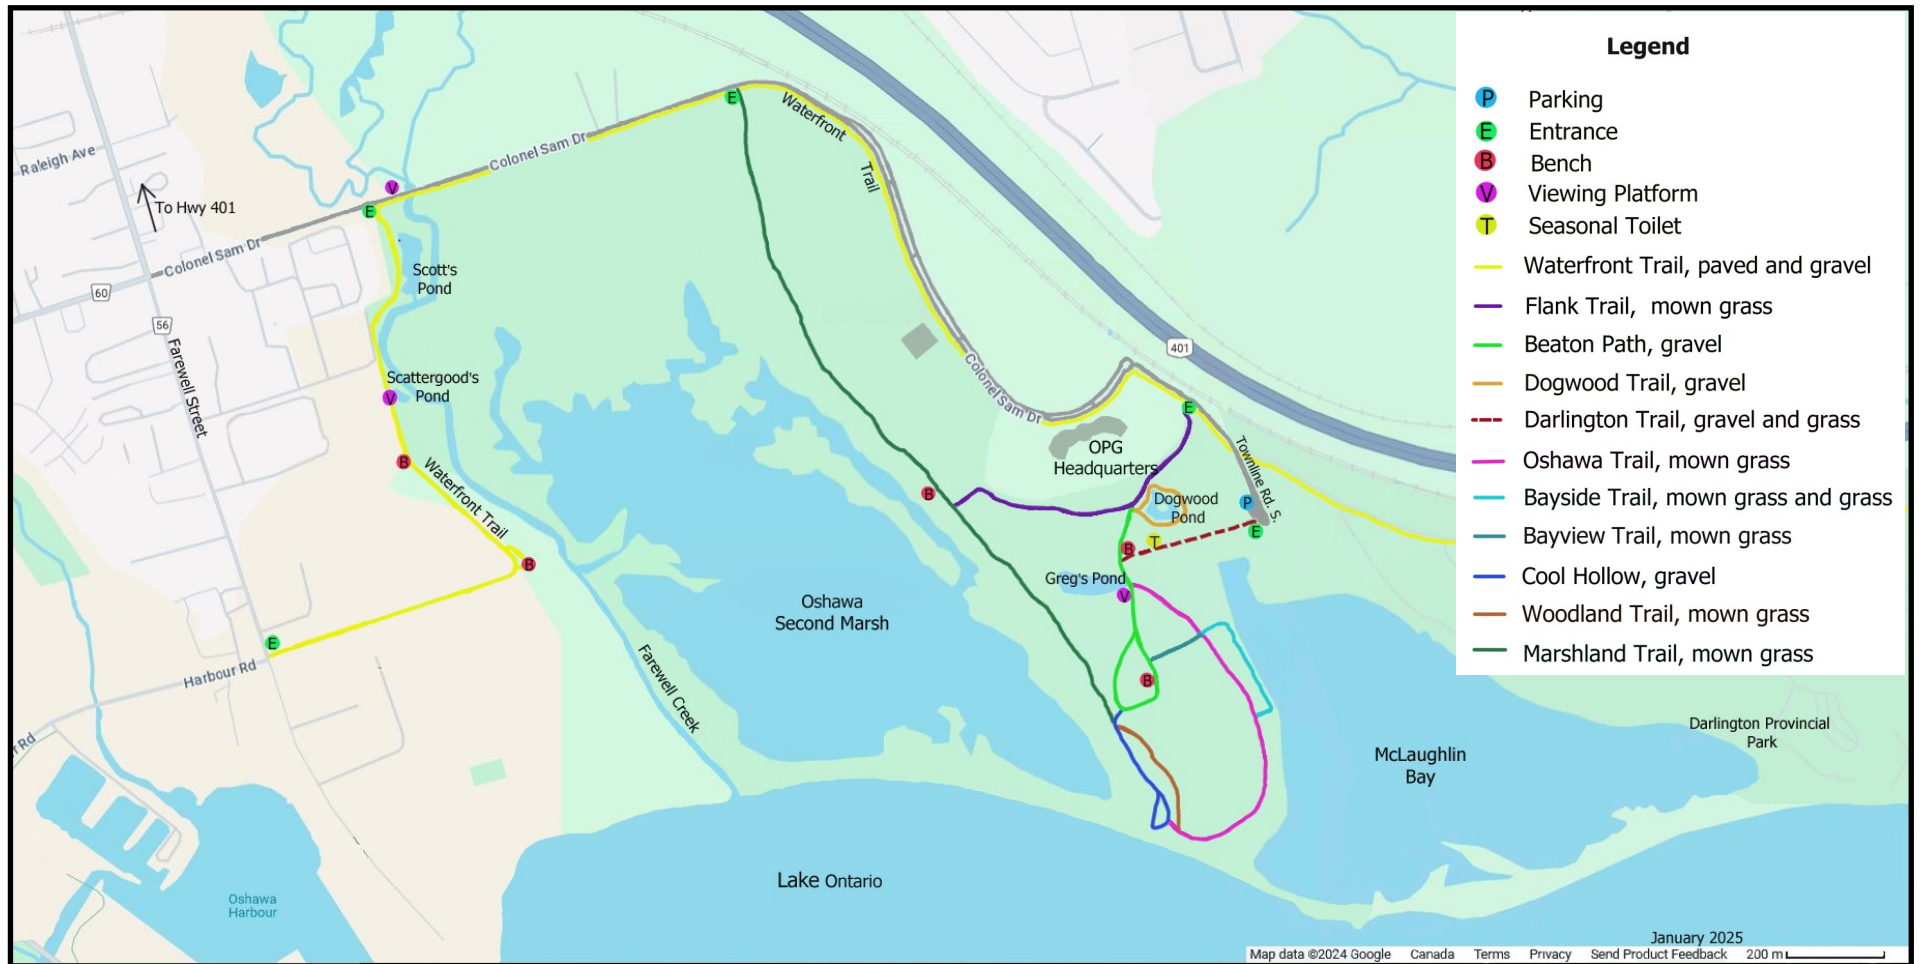 Legend
P Parking
E Entrance
B Bench
V Viewing Platform
T Seasonal Toilet
Waterfront Trail, paved and gravel
Flank Trail, mown grass
Beaton Path, gravel
Dogwood Trail, gravel
Darlington Trail, gravel and grass
Oshawa Trail, mown grass
Bayside Trail, mown grass and grass
Bayview Trail, mown grass
Cool Hollow, gravel
Woodland Trail, mown grass
Marshland Trail, mown grass
E
Waterfront
Trail
Colonel Sam Dr
Raleigh Ave
V
To Hwy 401
E
Colonel Sam Dr
Scott's
Pond
60
56
Farewell Street
401
Colonel Sam Dr
Scattergood's
Pond
V
E
OPG
Headquarters
Townline Rd. S.
B
Waterfront Trail
B
Dogwood
Pond
P
E
T
B
B
Greg's Pond
V
Oshawa
Second Marsh
E
Harbour Rd
Farewell Creek
B
r Rd
Darlington Provincial
Park
McLaughlin
Bay
Lake Ontario
Oshawa
Harbour
January 2025
Map data ©2024 Google Canada Terms Privacy Send Product Feedback 200 m